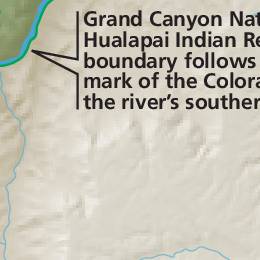 Grand Canyon Nat
Hualapai Indian Re
boundary follows
mark of the Colora
the river's souther